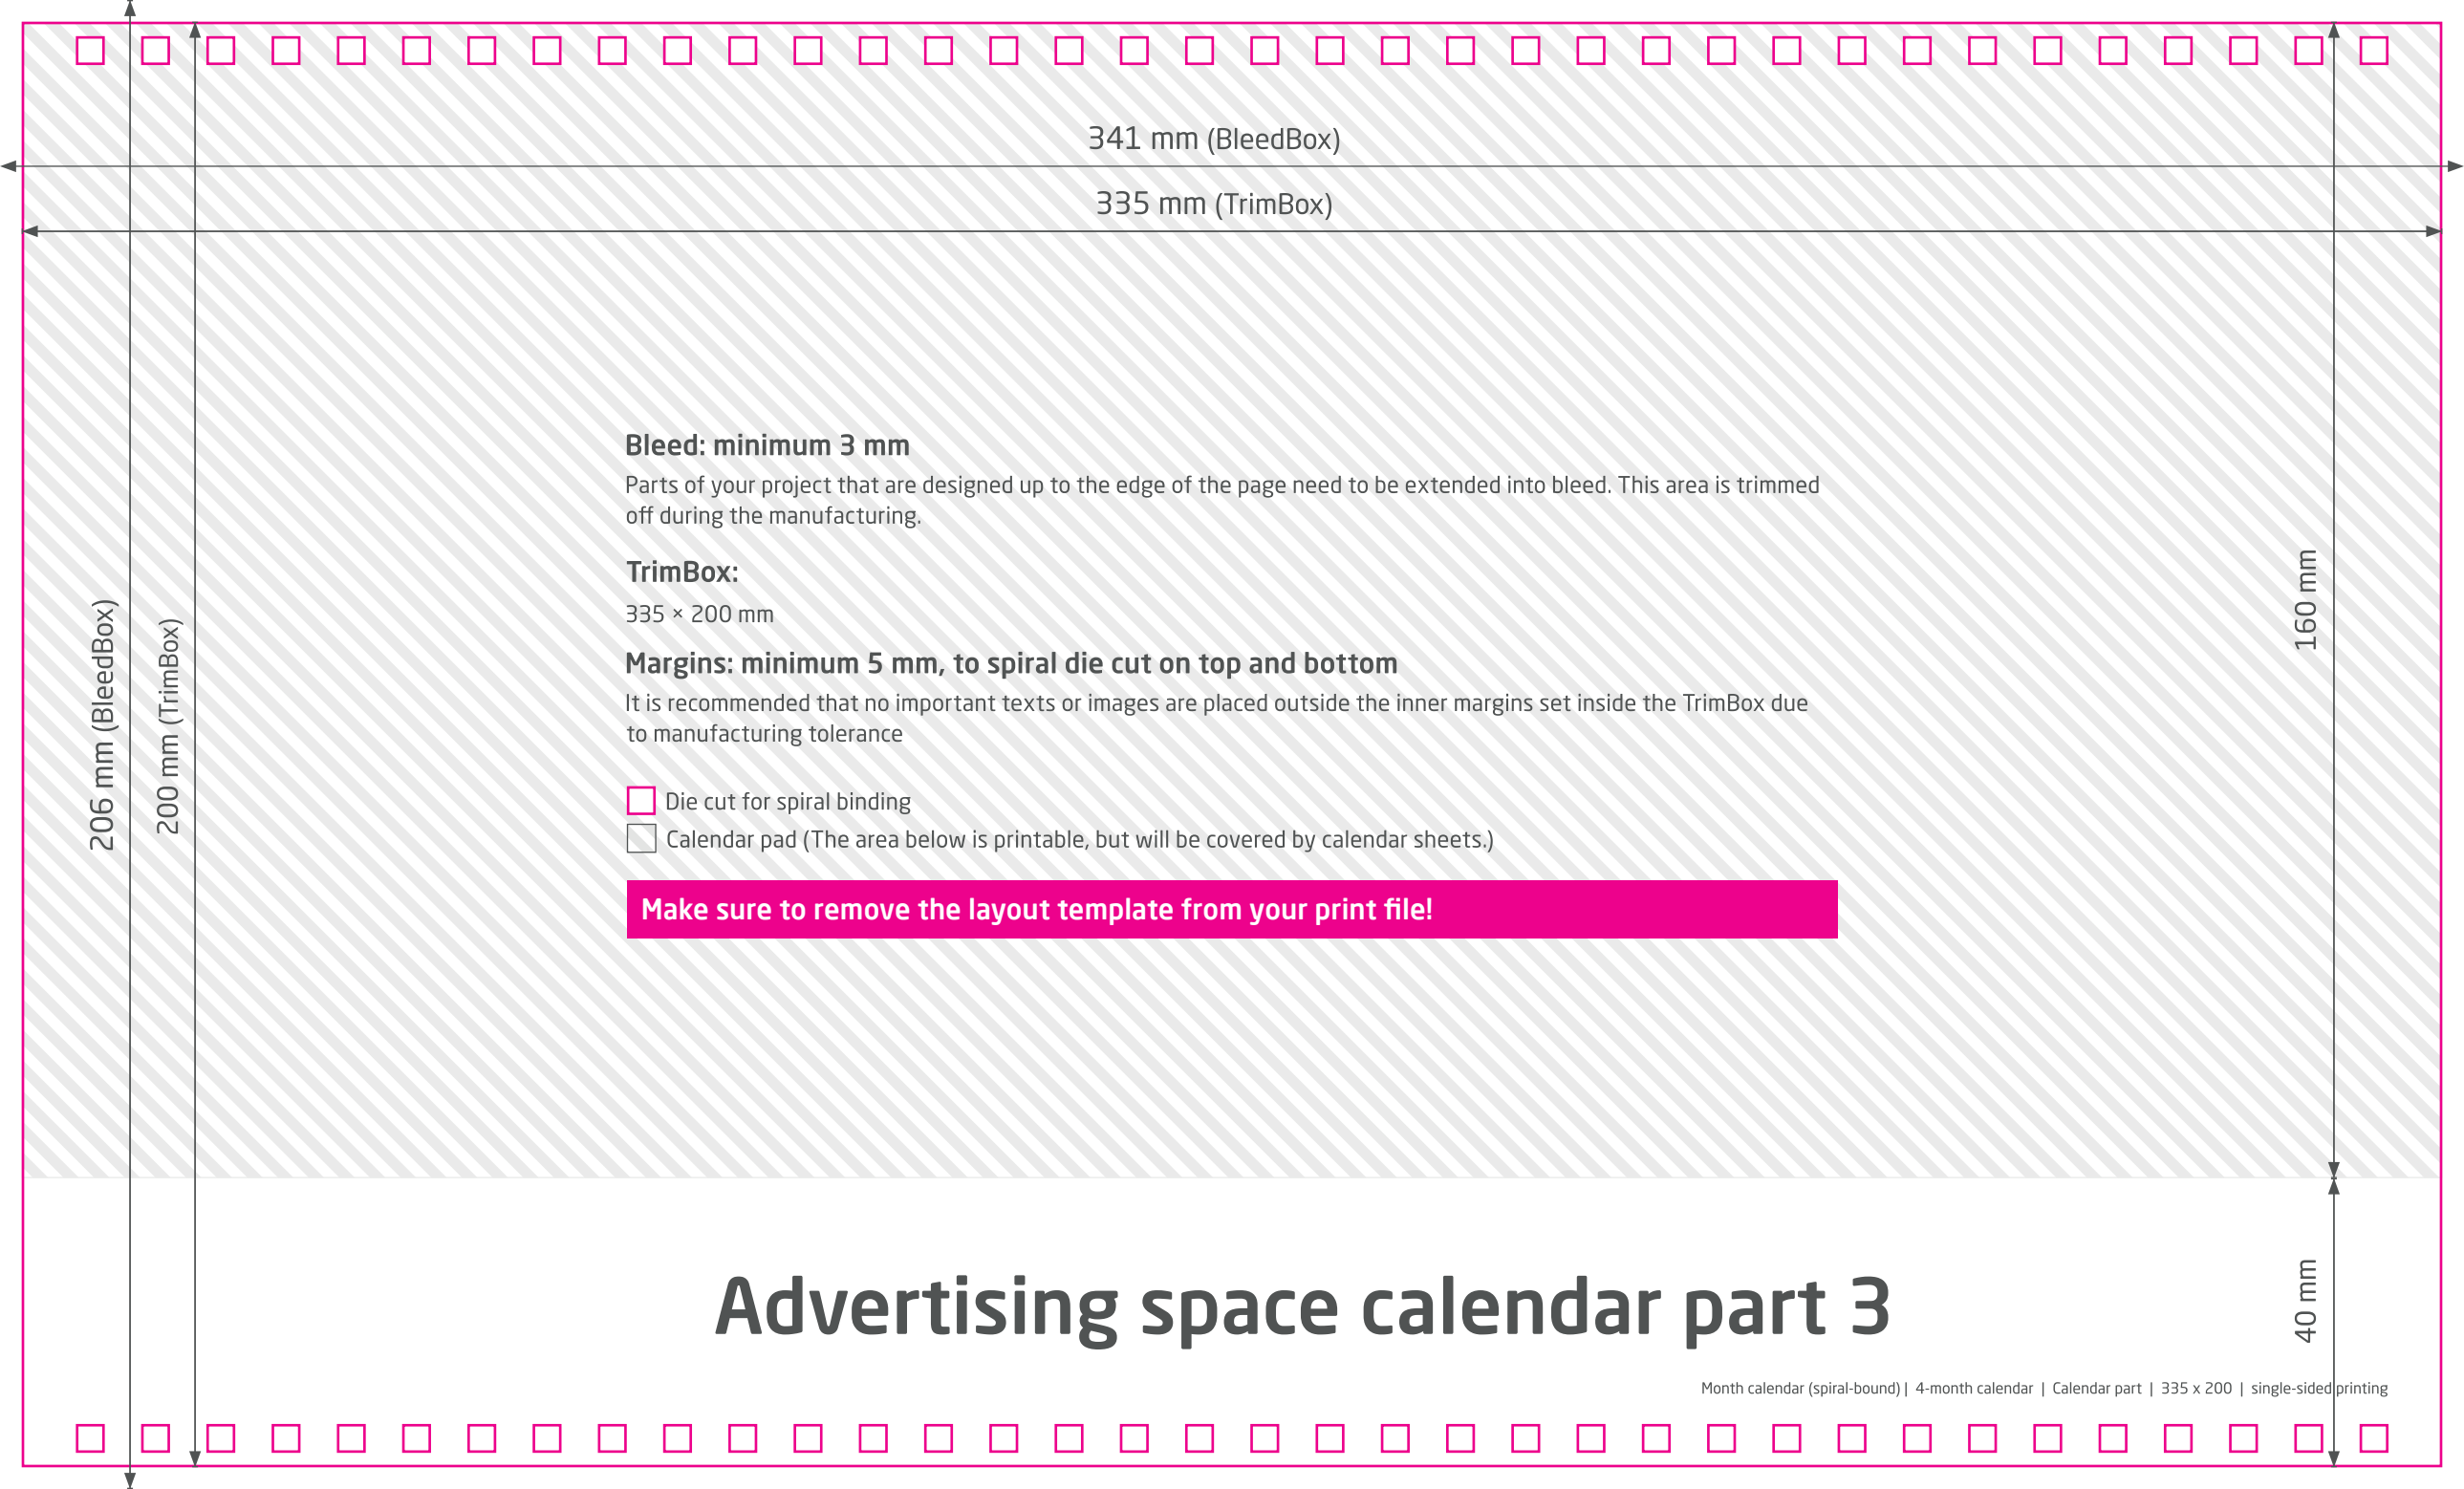 341 mm (BleedBox)
335 mm (TrimBox)
Bleed: minimum 3 mm
Parts of your project that are designed up to the edge of the page need to be extended into bleed. This area is trimmed
off during the manufacturing.
TrimBox:
335 × 200 mm
Margins: minimum 5 mm, to spiral die cut on top and bottom
It is recommended that no important texts or images are placed outside the inner margins set inside the TrimBox due
to manufacturing tolerance
Die cut for spiral binding
Calendar pad (The area below is printable, but will be covered by calendar sheets.)
Make sure to remove the layout template from your print file!
206 mm (BleedBox)
200 mm (TrimBox)
160 mm
40 mm
Advertising space calendar part 3
Month calendar (spiral-bound) | 4-month calendar | Calendar part | 335 x 200 | single-sided printing